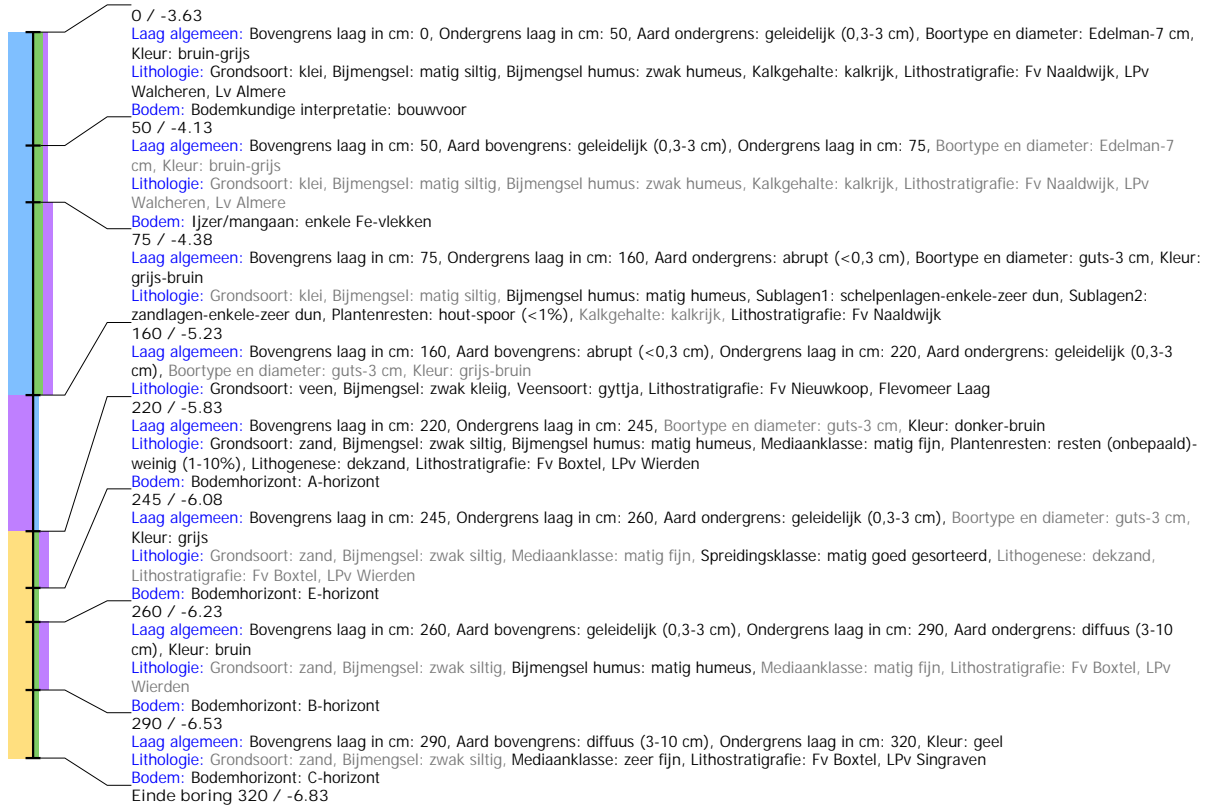 0 / -3.63
Laag algemeen: Bovengrens laag in cm: 0, Ondergrens laag in cm: 50, Aard ondergrens: geleidelijk (0,3-3 cm), Boortype en diameter: Edelman-7 cm,
Kleur: bruin-grijs
Lithologie: Grondsoort: klei, Bijmengsel: matig siltig, Bijmengsel humus: zwak humeus, Kalkgehalte: kalkrijk, Lithostratigrafie: Fv Naaldwijk, LPv
Walcheren, Lv Almere
Bodem: Bodemkundige interpretatie: bouwvoor
50 / -4.13
Laag algemeen: Bovengrens laag in cm: 50, Aard bovengrens: geleidelijk (0,3-3 cm), Ondergrens laag in cm: 75, Boortype en diameter: Edelman-7
cm, Kleur: bruin-grijs
Lithologie: Grondsoort: klei, Bijmengsel: matig siltig, Bijmengsel humus: zwak humeus, Kalkgehalte: kalkrijk, Lithostratigrafie: Fv Naaldwijk, LPv
Walcheren, Lv Almere
Bodem: Ijzer/mangaan: enkele Fe-vlekken
75 / -4.38
Laag algemeen: Bovengrens laag in cm: 75, Ondergrens laag in cm: 160, Aard ondergrens: abrupt (<0,3 cm), Boortype en diameter: guts-3 cm, Kleur:
grijs-bruin
Lithologie: Grondsoort: klei, Bijmengsel: matig siltig, Bijmengsel humus: matig humeus, Sublagen1: schelpenlagen-enkele-zeer dun, Sublagen2:
zandlagen-enkele-zeer dun, Plantenresten: hout-spoor (<1%), Kalkgehalte: kalkrijk, Lithostratigrafie: Fv Naaldwijk
160 / -5.23
Laag algemeen: Bovengrens laag in cm: 160, Aard bovengrens: abrupt (<0,3 cm), Ondergrens laag in cm: 220, Aard ondergrens: geleidelijk (0,3-3
cm), Boortype en diameter: guts-3 cm, Kleur: grijs-bruin
Lithologie: Grondsoort: veen, Bijmengsel: zwak kleiig, Veensoort: gyttja, Lithostratigrafie: Fv Nieuwkoop, Flevomeer Laag
220 / -5.83
Laag algemeen: Bovengrens laag in cm: 220, Ondergrens laag in cm: 245, Boortype en diameter: guts-3 cm, Kleur: donker-bruin
Lithologie: Grondsoort: zand, Bijmengsel: zwak siltig, Bijmengsel humus: matig humeus, Mediaanklasse: matig fijn, Plantenresten: resten (onbepaald)-
weinig (1-10%), Lithogenese: dekzand, Lithostratigrafie: Fv Boxtel, LPv Wierden
Bodem: Bodemhorizont: A-horizont
245 / -6.08
Laag algemeen: Bovengrens laag in cm: 245, Ondergrens laag in cm: 260, Aard ondergrens: geleidelijk (0,3-3 cm), Boortype en diameter: guts-3 cm,
Kleur: grijs
Lithologie: Grondsoort: zand, Bijmengsel: zwak siltig, Mediaanklasse: matig fijn, Spreidingsklasse: matig goed gesorteerd, Lithogenese: dekzand,
Lithostratigrafie: Fv Boxtel, LPv Wierden
Bodem: Bodemhorizont: E-horizont
260 / -6.23
Laag algemeen: Bovengrens laag in cm: 260, Aard bovengrens: geleidelijk (0,3-3 cm), Ondergrens laag in cm: 290, Aard ondergrens: diffuus (3-10
cm), Kleur: bruin
Lithologie: Grondsoort: zand, Bijmengsel: zwak siltig, Bijmengsel humus: matig humeus, Mediaanklasse: matig fijn, Lithostratigrafie: Fv Boxtel, LPv
Wierden
Bodem: Bodemhorizont: B-horizont
290 / -6.53
Laag algemeen: Bovengrens laag in cm: 290, Aard bovengrens: diffuus (3-10 cm), Ondergrens laag in cm: 320, Kleur: geel
Lithologie: Grondsoort: zand, Bijmengsel: zwak siltig, Mediaanklasse: zeer fijn, Lithostratigrafie: Fv Boxtel, LPv Singraven
Bodem: Bodemhorizont: C-horizont
Einde boring 320 / -6.83